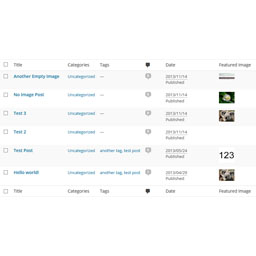 Title Categories Tags Date Featured Image
Another Empty Image Uncategorized — 2013/11/14
Published
No Image Post Uncategorized — 2013/11/14
Published
Test 3 Uncategorized — 2013/11/14
Published
Test 2 Uncategorized — 2013/11/14
Published
Test Post Uncategorized another tag, test post 2013/05/24
Published
123
Hello world! Uncategorized another tag, test post 2013/04/29
Published
Title Categories Tags Date Featured Image